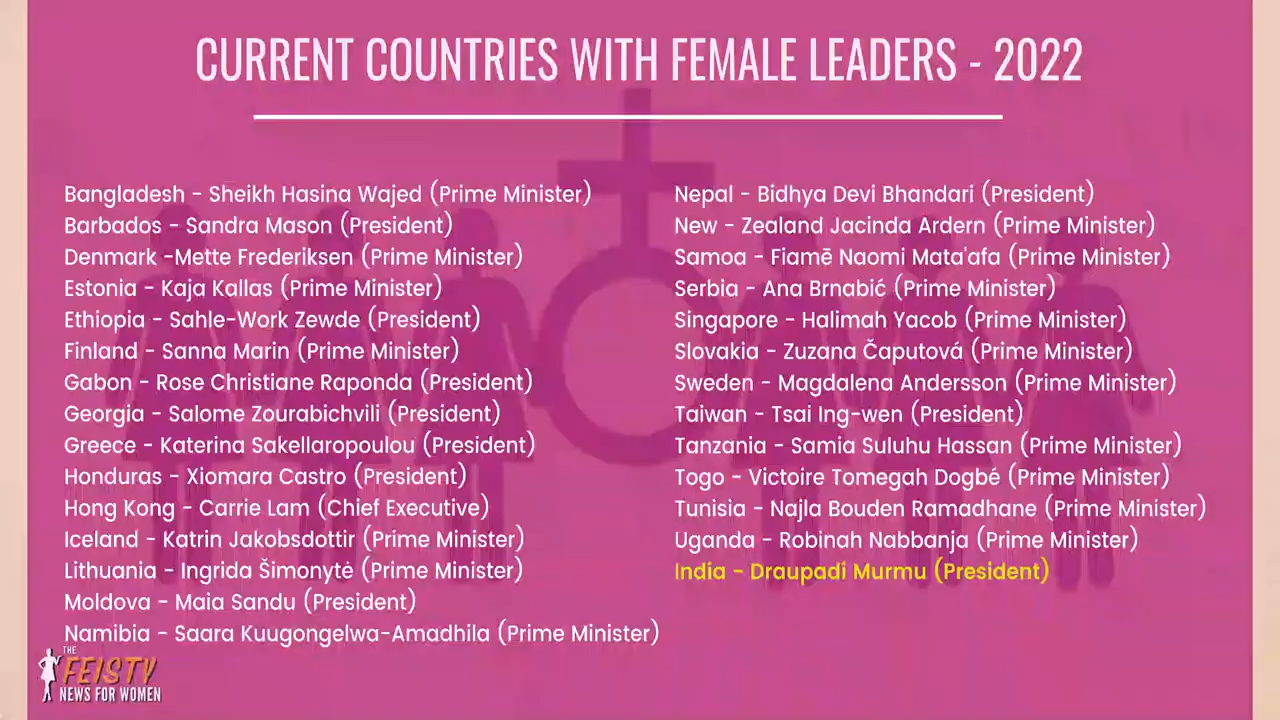 CURRENT COUNTRIES WITH FEMALE LEADERS - 2022
Bangladesh - Sheikh Hasina Wajed (Prime Minister)
Barbados - Sandra Mason (President)
Denmark -Mette Frederiksen (Prime Minister)
Estonia - Kaja Kallas (Prime Minister)
Ethiopia - Sahle-Work Zewde (President)
Finland - Sanna Marin (Prime Minister)
Gabon - Rose Christiane Raponda (President)
Georgia - Salome Zourabichvili (President)
Greece - Katerina Sakellaropoulou (President)
Honduras - Xiomara Castro (President)
Hong Kong - Carrie Lam (Chief Executive)
Iceland - Katrin Jakobsdottir (Prime Minister)
Lithuania - Ingrida Šimonytė (Prime Minister)
Moldova - Maia Sandu (President)
Namibia - Saara Kuugongelwa-Amadhila (Prime Minister)
Nepal - Bidhya Devi Bhandari (President)
New - Zealand Jacinda Ardern (Prime Minister)
Samoa - Fiamē Naomi Mata'afa (Prime Minister)
Serbia - Ana Brnabić (Prime Minister)
Singapore - Halimah Yacob (Prime Minister)
Slovakia - Zuzana Čaputová (Prime Minister)
Sweden - Magdalena Andersson (Prime Minister)
Taiwan - Tsai Ing-wen (President)
Tanzania - Samia Suluhu Hassan (Prime Minister)
Togo - Victoire Tomegah Dogbé (Prime Minister)
Tunisia - Najla Bouden Ramadhane (Prime Minister)
Uganda - Robinah Nabbanja (Prime Minister)
India - Draupadi Murmu (President)
THE
FEISTY
NEWS FOR WOMEN